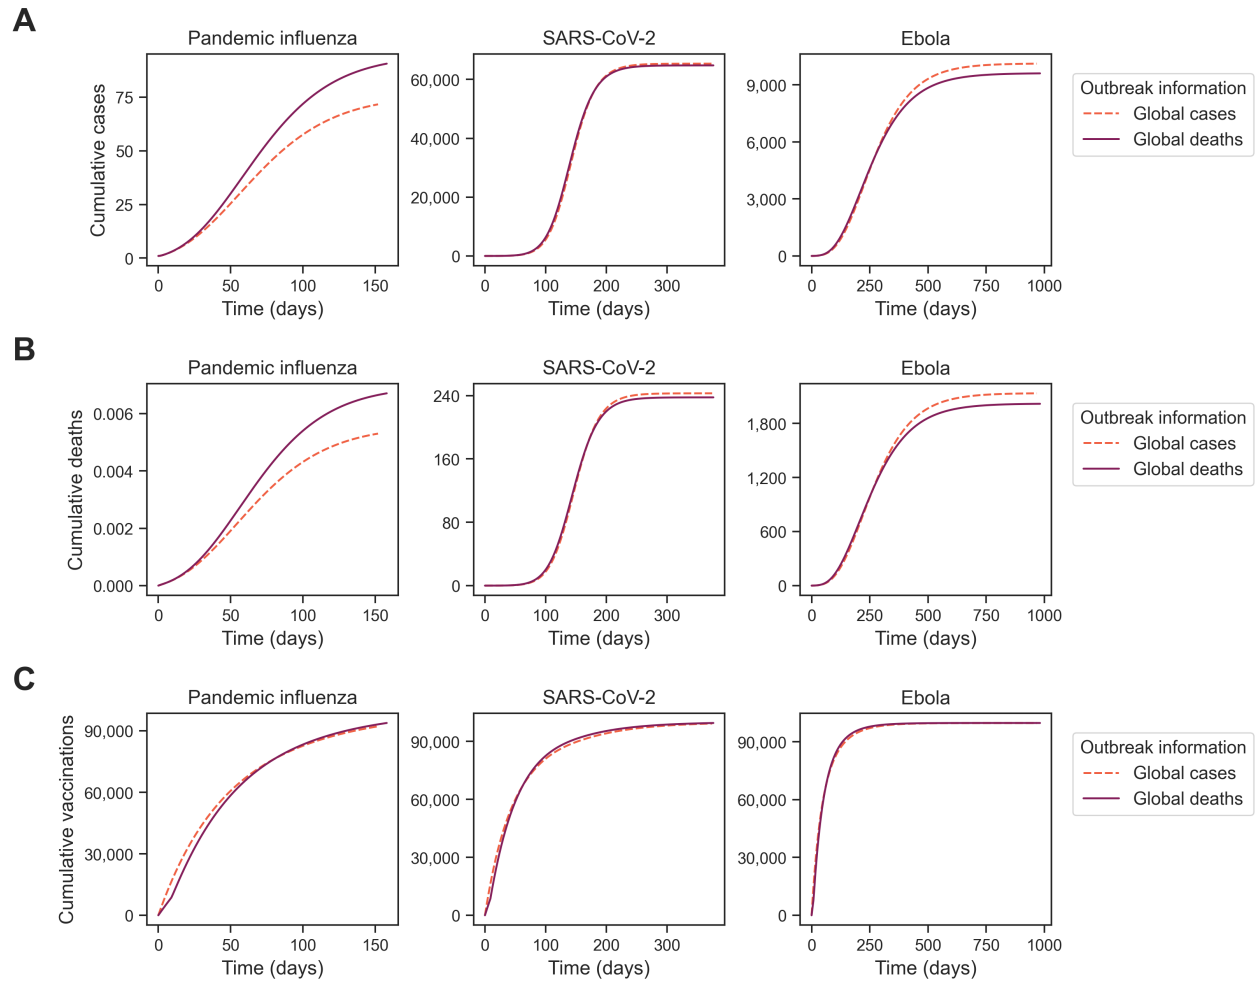 A
Pandemic influenza
SARS-CoV-2
Ebola
Cumulative cases
75
50
25
0
60,000
40,000
20,000
0
9,000
6,000
3,000
0
Outbreak information
Global cases
Global deaths
0 50 100 150
0 100 200 300
0 250 500 750 1000
Time (days)
Time (days)
Time (days)
B
Pandemic influenza
SARS-CoV-2
Ebola
Cumulative deaths
0.006
0.004
0.002
0.000
240
160
80
0
1,800
1,200
600
0
Outbreak information
Global cases
Global deaths
0 50 100 150
0 100 200 300
0 250 500 750 1000
Time (days)
Time (days)
Time (days)
C
Pandemic influenza
SARS-CoV-2
Ebola
Cumulative vaccinations
90,000
60,000
30,000
0
90,000
60,000
30,000
0
90,000
60,000
30,000
0
Outbreak information
Global cases
Global deaths
0 50 100 150
0 100 200 300
0 250 500 750 1000
Time (days)
Time (days)
Time (days)